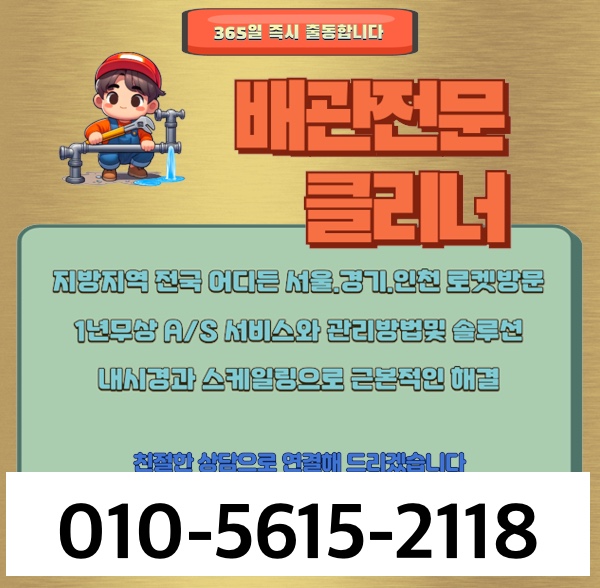 365일 즉시 출동합니다
배관전문
클리너
지방지역 전국 어디든 서울.경기.인천 로켓방문
1년무상 A/S 서비스와 관리방법및 솔루션
내시경과 스케일링으로 근본적인 해결
친절한 상담으로 연결해 드리겠습니다
010-5615-2118